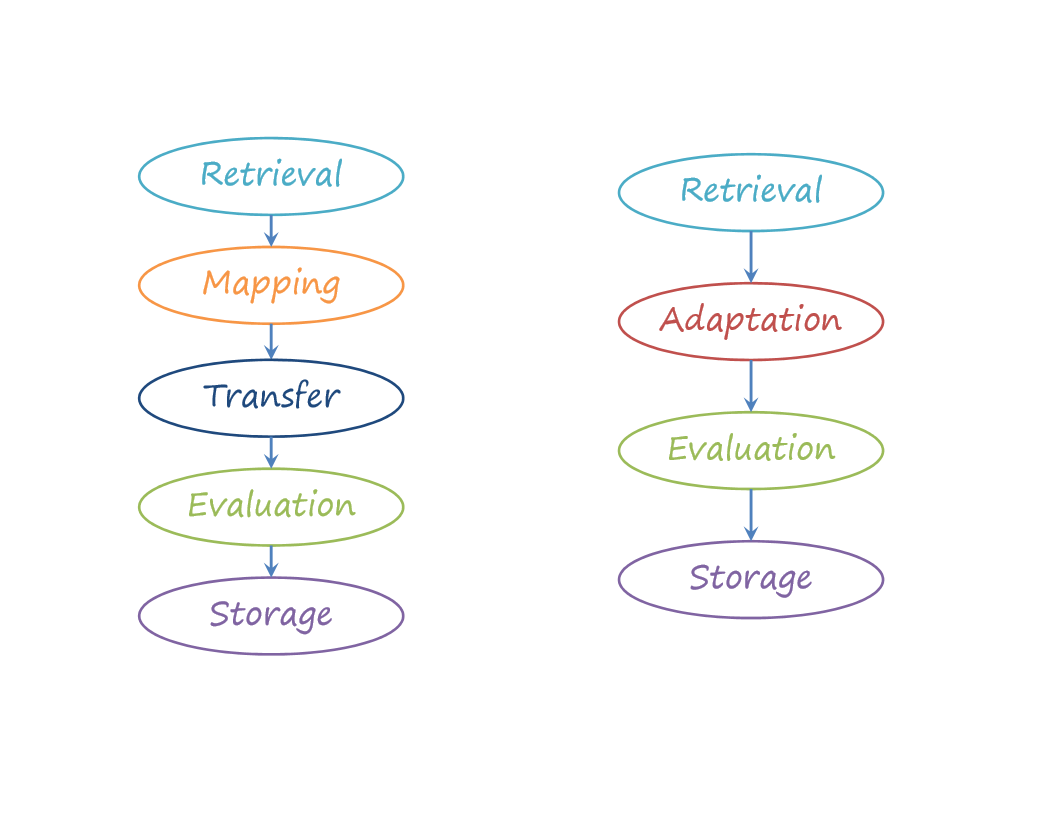 Retrieval
Mapping
Transfer
Evaluation
Storage
Retrieval
Adaptation
Evaluation
Storage